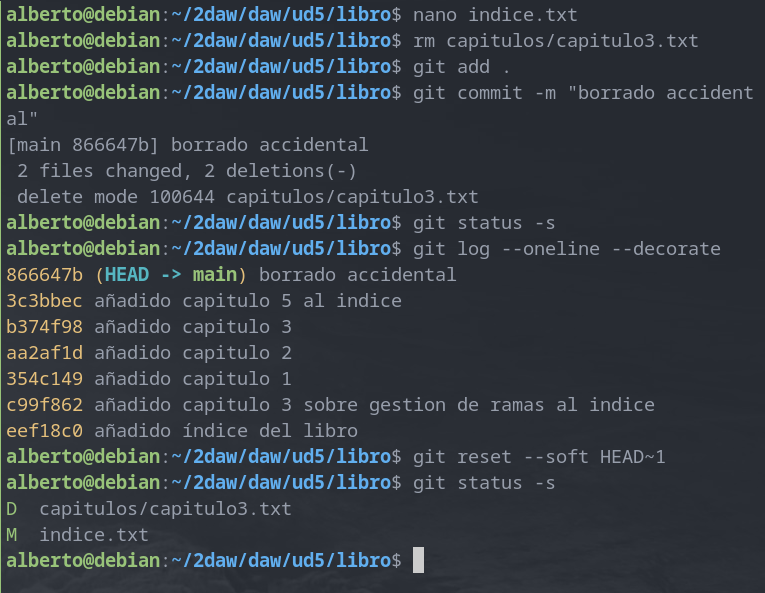 alberto@debian:~/2daw/daw/ud5/libro$ nano indice.txt
alberto@debian:~/2daw/daw/ud5/libro$ rm capitulos/capitulo3.txt
alberto@debian:~/2daw/daw/ud5/libro$ git add .
alberto@debian:~/2daw/daw/ud5/libro$ git commit -m "borrado accident
al"
[main 866647b] borrado accidental
 2 files changed, 2 deletions(-)
 delete mode 100644 capitulos/capitulo3.txt
alberto@debian:~/2daw/daw/ud5/libro$ git status -s
alberto@debian:~/2daw/daw/ud5/libro$ git log --oneline --decorate
866647b (HEAD -> main) borrado accidental
3c3bbec añadido capitulo 5 al indice
b374f98 añadido capitulo 3
aa2af1d añadido capitulo 2
354c149 añadido capitulo 1
c99f862 añadido capitulo 3 sobre gestion de ramas al indice
eef18c0 añadido índice del libro
alberto@debian:~/2daw/daw/ud5/libro$ git reset --soft HEAD~1
alberto@debian:~/2daw/daw/ud5/libro$ git status -s
D  capitulos/capitulo3.txt
M  indice.txt
alberto@debian:~/2daw/daw/ud5/libro$